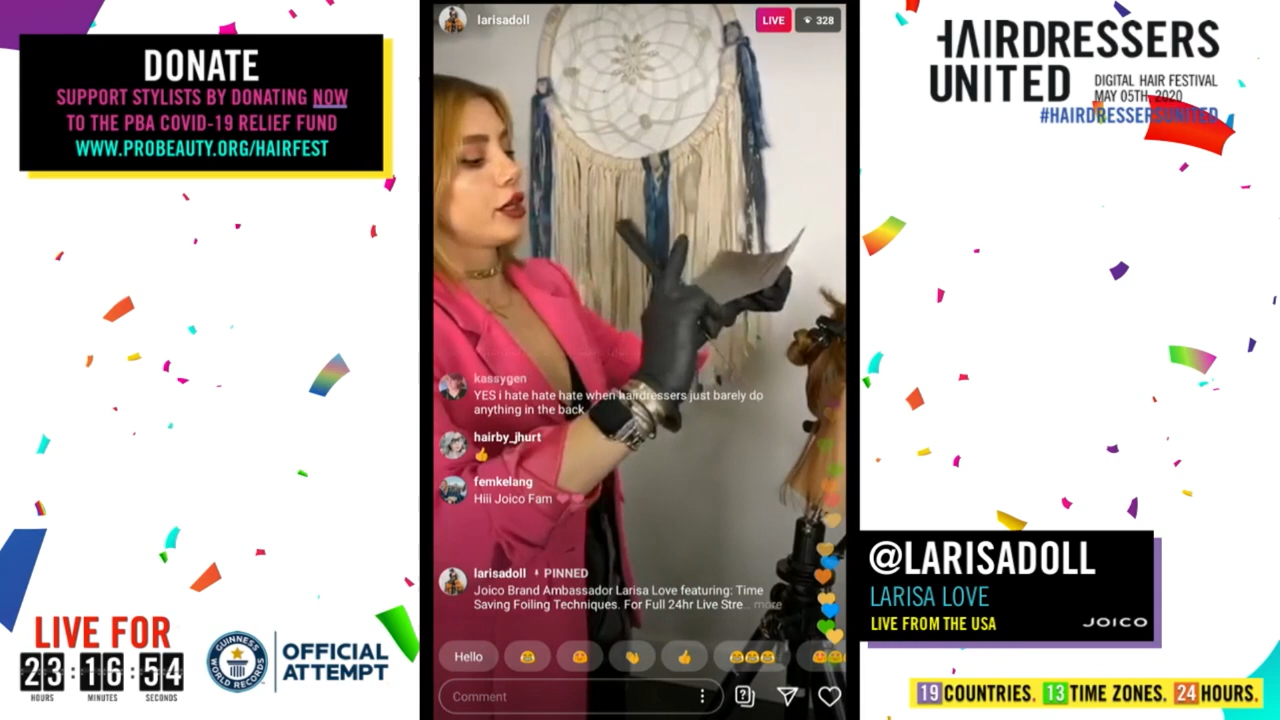 DONATE
SUPPORT STYLISTS BY DONATING NOW
TO THE PBA COVID-19 RELIEF FUND
WWW.PROBEAUTY.ORG/HAIRFEST
larisadoll
LIVE
328
HAIRDRESSERS
UNITED
DIGITAL HAIR FESTIVAL
MAY 05TH, 2020
#HAIRDRESSERSUNITED
kassygen
YES i hate hate hate when hairdressers just barely do
anything in the back
hairby_jhurt
👍
femkelang
Hiii Joico Fam
larisadoll PINNED
Joico Brand Ambassador Larisa Love featuring: Time
Saving Foiling Techniques. For Full 24hr Live Stre... more
Hello
Comment
@LARISADOLL
LARISA LOVE
LIVE FROM THE USA
JOICO
LIVE FOR
23:16:54
HOURS MINUTES SECONDS
GUINNESS
WORLD RECORDS
OFFICIAL
ATTEMPT
19 COUNTRIES. 13 TIME ZONES. 24 HOURS.